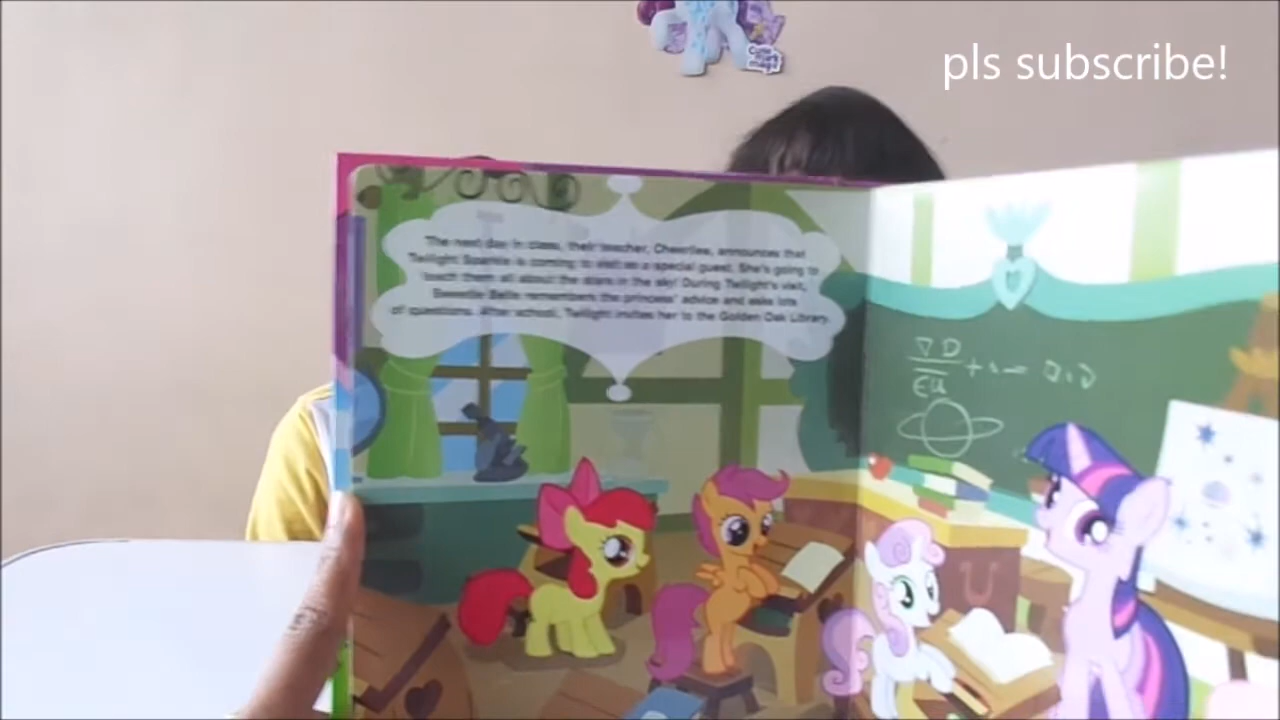 pls subscribe!
The next day in class, their teacher, Cheerilee, announces that
Twilight Sparkle is coming to visit as a special guest. She's going to
teach them all about the stars in the sky! During Twilight's visit,
Sweetie Belle remembers the princess' advice and asks lots
of questions. After school, Twilight invites her to the Golden Oak Library.